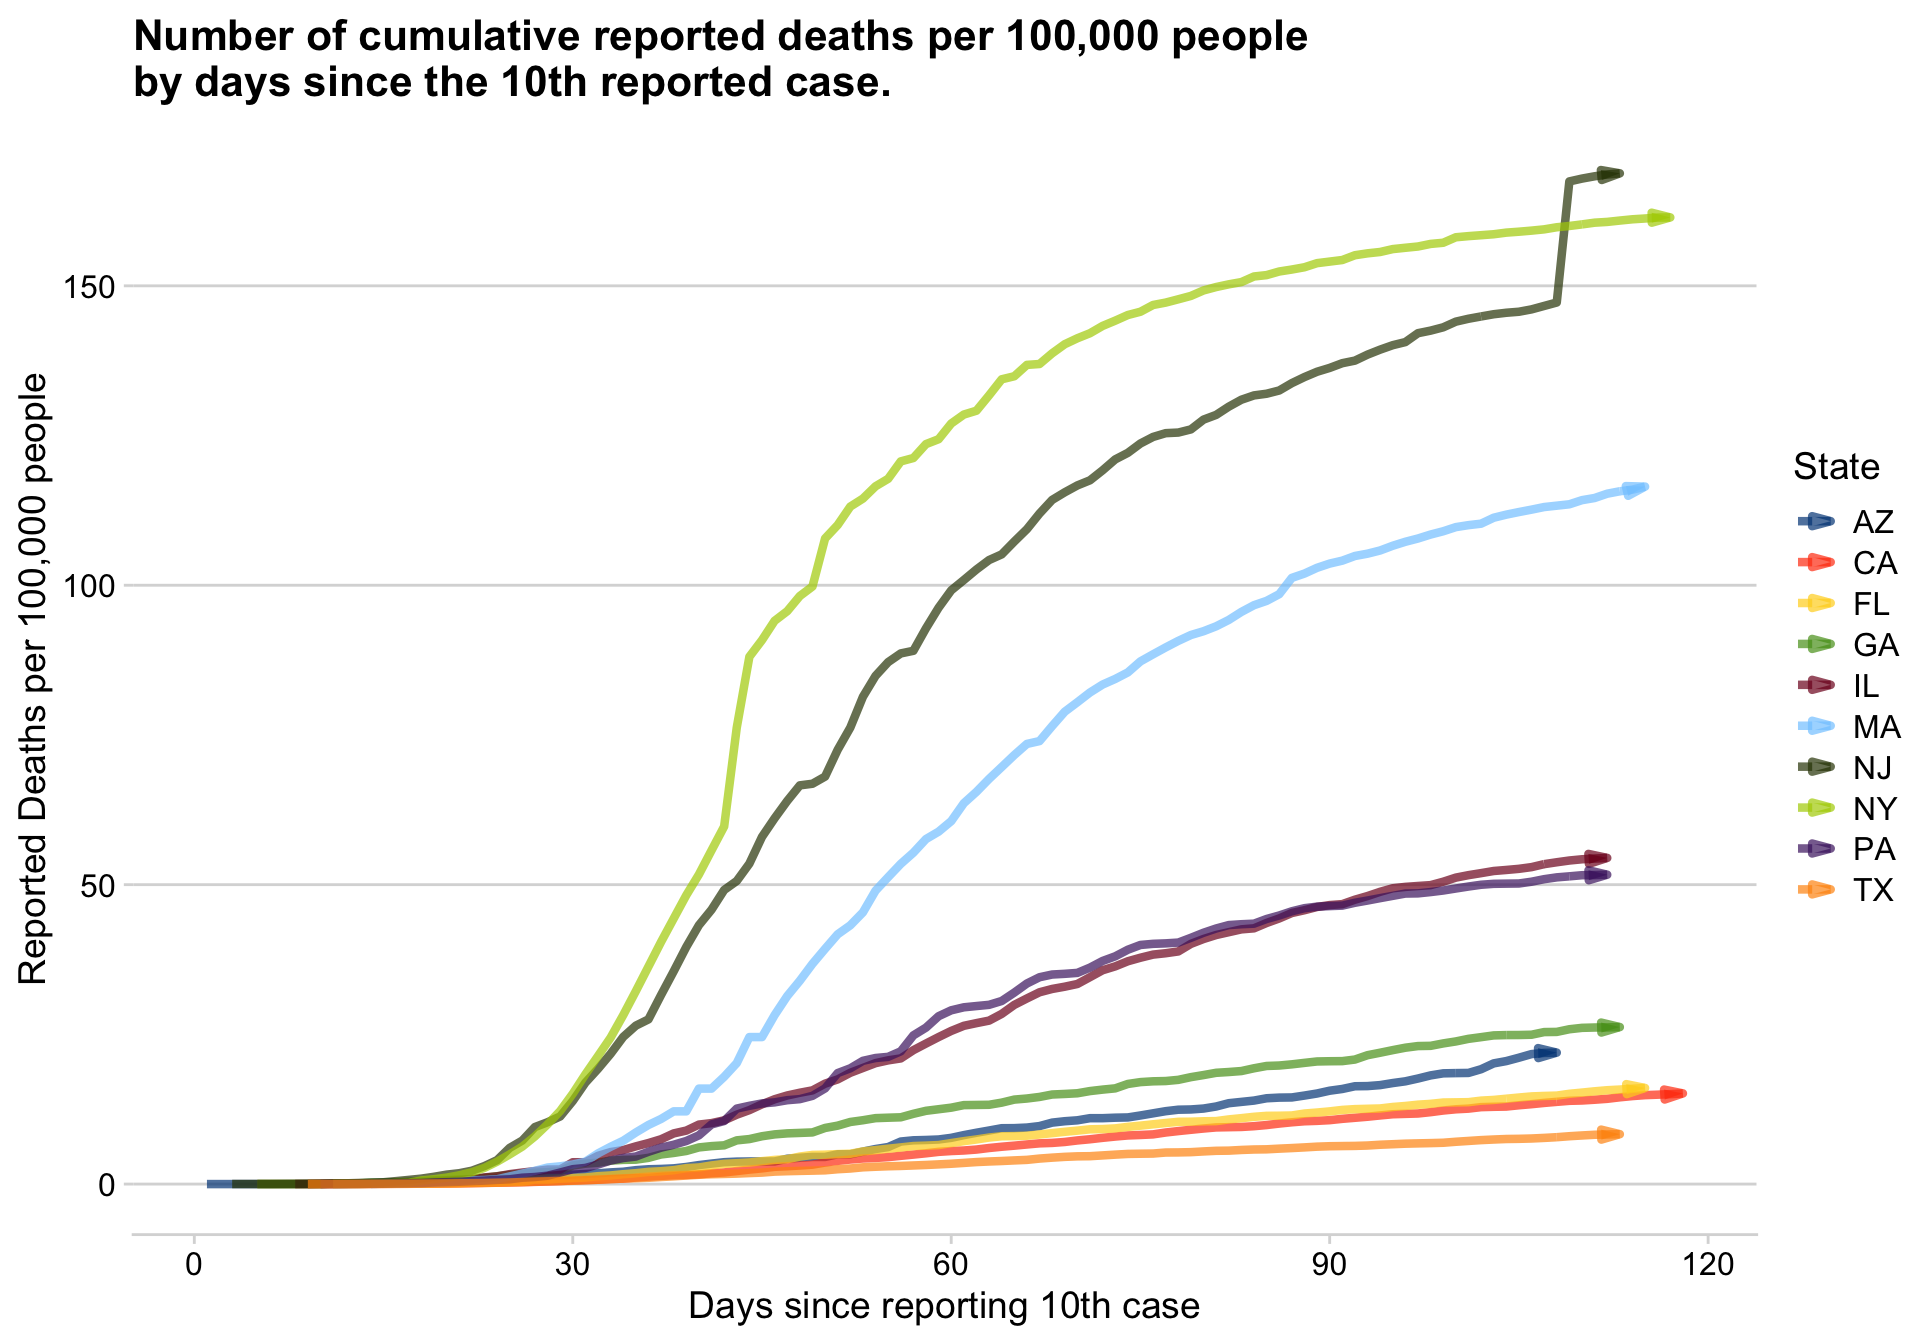 Number of cumulative reported deaths per 100,000 people
by days since the 10th reported case.
Reported Deaths per 100,000 people
150
100
50
0
0
30
60
90
120
Days since reporting 10th case
State
AZ
CA
FL
GA
IL
MA
NJ
NY
PA
TX